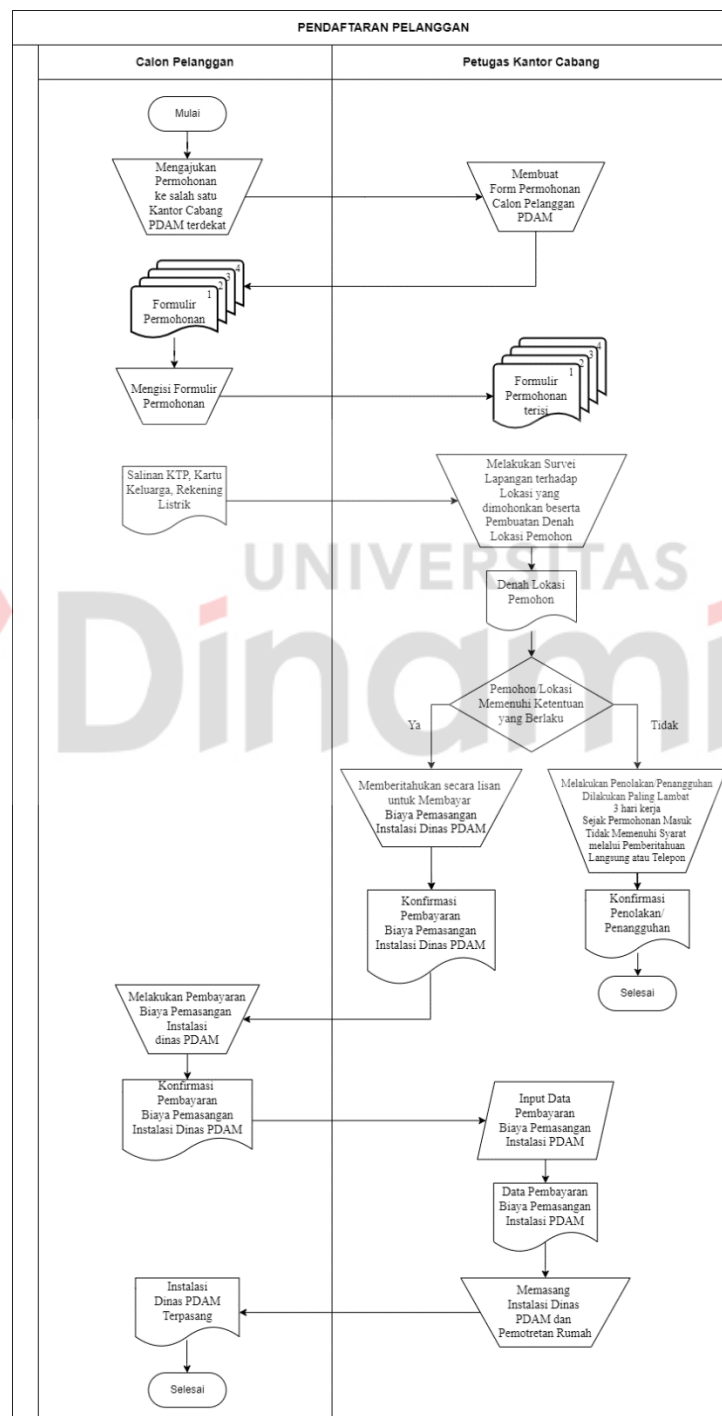 PENDAFTARAN PELANGGAN
Calon Pelanggan
Petugas Kantor Cabang
Mulai
Mengajukan
Permohonan
ke salah satu
Kantor Cabang
PDAM terdekat
Membuat
Form Permohonan
Calon Pelanggan
PDAM
4
3
2
1
Formulir
Permohonan
Mengisi Formulir
Permohonan
4
3
2
1
Formulir
Permohonan
terisi
Salinan KTP, Kartu
Keluarga, Rekening
Listrik
Melakukan Survei
Lapangan terhadap
Lokasi yang
dimohonkan beserta
Pembuatan Denah
Lokasi Pemohon
UNIVERSITAS
Dinami
Denah Lokasi
Pemohon
Pemohon/Lokasi
Memenuhi Ketentuan
yang Berlaku
Ya
Tidak
Memberitahukan secara lisan
untuk Membayar
Biaya Pemasangan
Instalasi Dinas PDAM
Melakukan Penolakan/Penangguhan
Dilakukan Paling Lambat
3 hari kerja
Sejak Permohonan Masuk
Tidak Memenuhi Syarat
melalui Pemberitahuan
Langsung atau Telepon
Konfirmasi
Pembayaran
Biaya Pemasangan
Instalasi Dinas PDAM
Konfirmasi
Penolakan/
Penangguhan
Selesai
Melakukan Pembayaran
Biaya Pemasangan
Instalasi
dinas PDAM
Konfirmasi
Pembayaran
Biaya Pemasangan
Instalasi Dinas PDAM
Input Data
Pembayaran
Biaya Pemasangan
Instalasi PDAM
Data Pembayaran
Biaya Pemasangan
Instalasi PDAM
Instalasi
Dinas PDAM
Terpasang
Memasang
Instalasi Dinas
PDAM dan
Pemotretan Rumah
Selesai